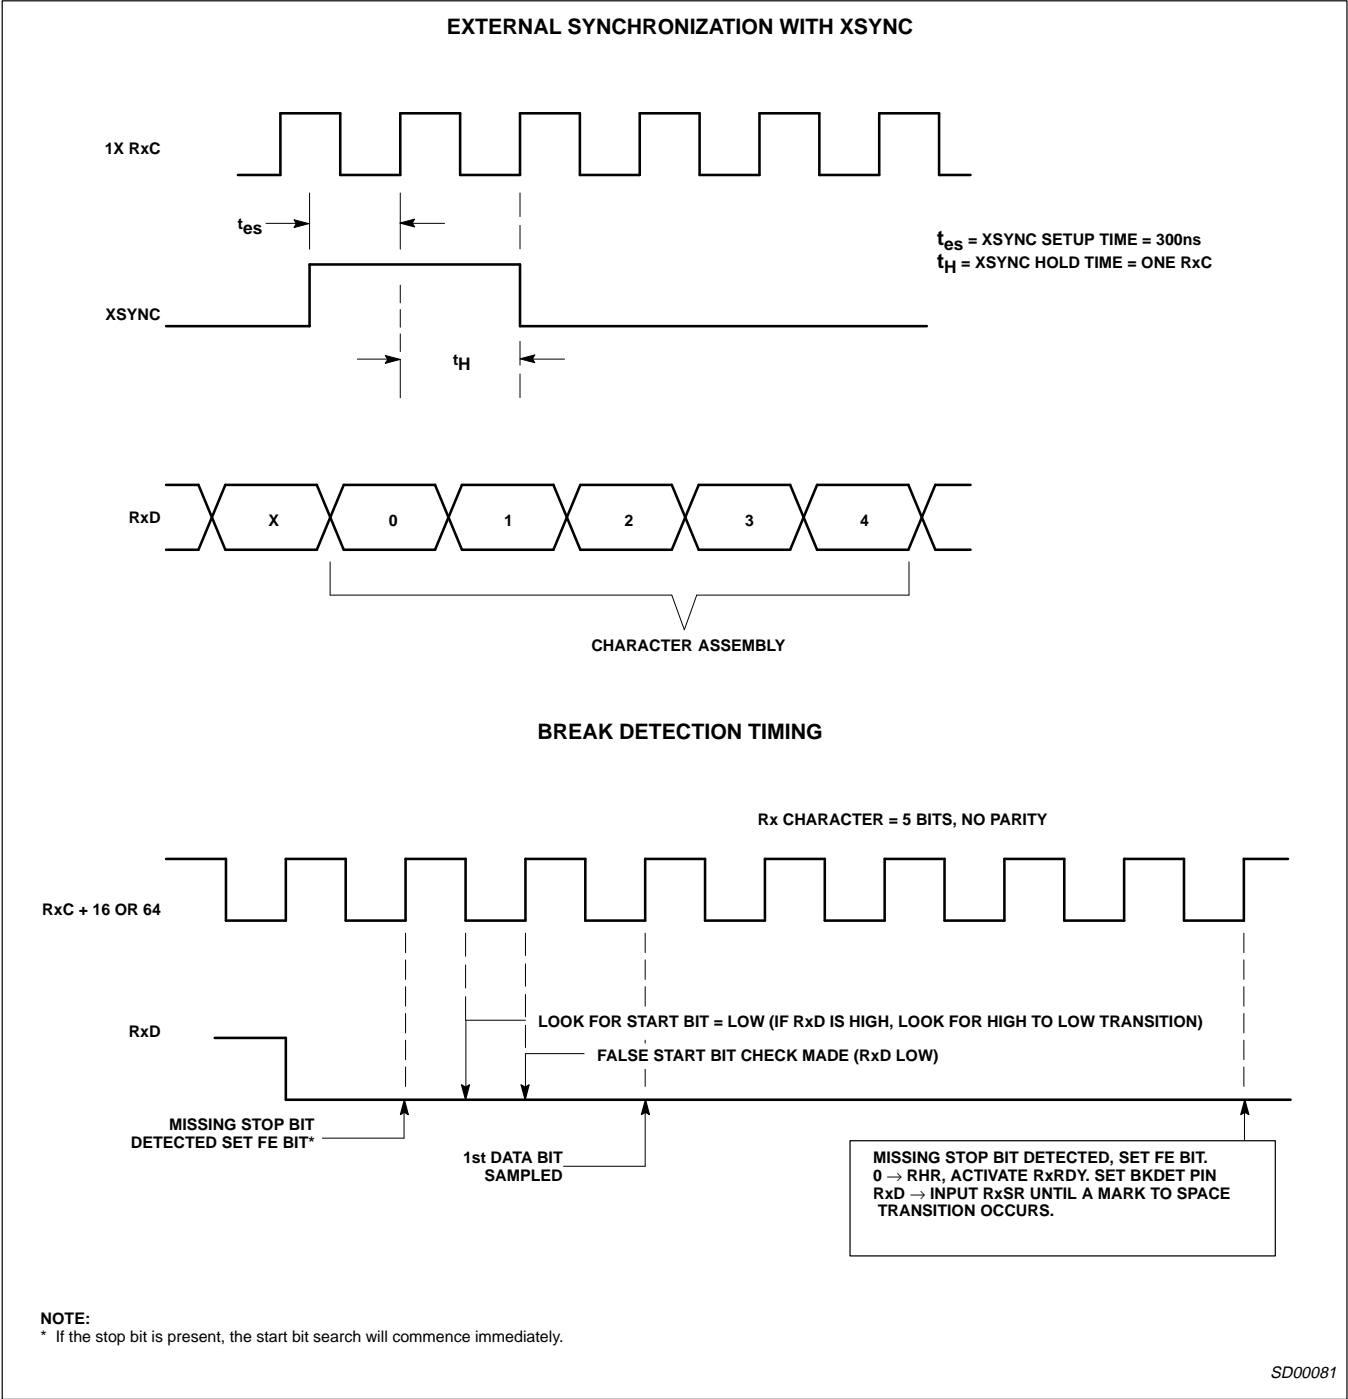 EXTERNAL SYNCHRONIZATION WITH XSYNC
1X RxC
tes
tes = XSYNC SETUP TIME = 300ns
tH = XSYNC HOLD TIME = ONE RxC
XSYNC
tH
RxD
X 0 1 2 3 4
CHARACTER ASSEMBLY
BREAK DETECTION TIMING
Rx CHARACTER = 5 BITS, NO PARITY
RxC + 16 OR 64
RxD
LOOK FOR START BIT = LOW (IF RxD IS HIGH, LOOK FOR HIGH TO LOW TRANSITION)
FALSE START BIT CHECK MADE (RxD LOW)
MISSING STOP BIT
DETECTED SET FE BIT*
1st DATA BIT
SAMPLED
MISSING STOP BIT DETECTED, SET FE BIT.
0 → RHR, ACTIVATE RxRDY. SET BKDET PIN
RxD → INPUT RxSR UNTIL A MARK TO SPACE
TRANSITION OCCURS.
NOTE:
* If the stop bit is present, the start bit search will commence immediately.
SD00081